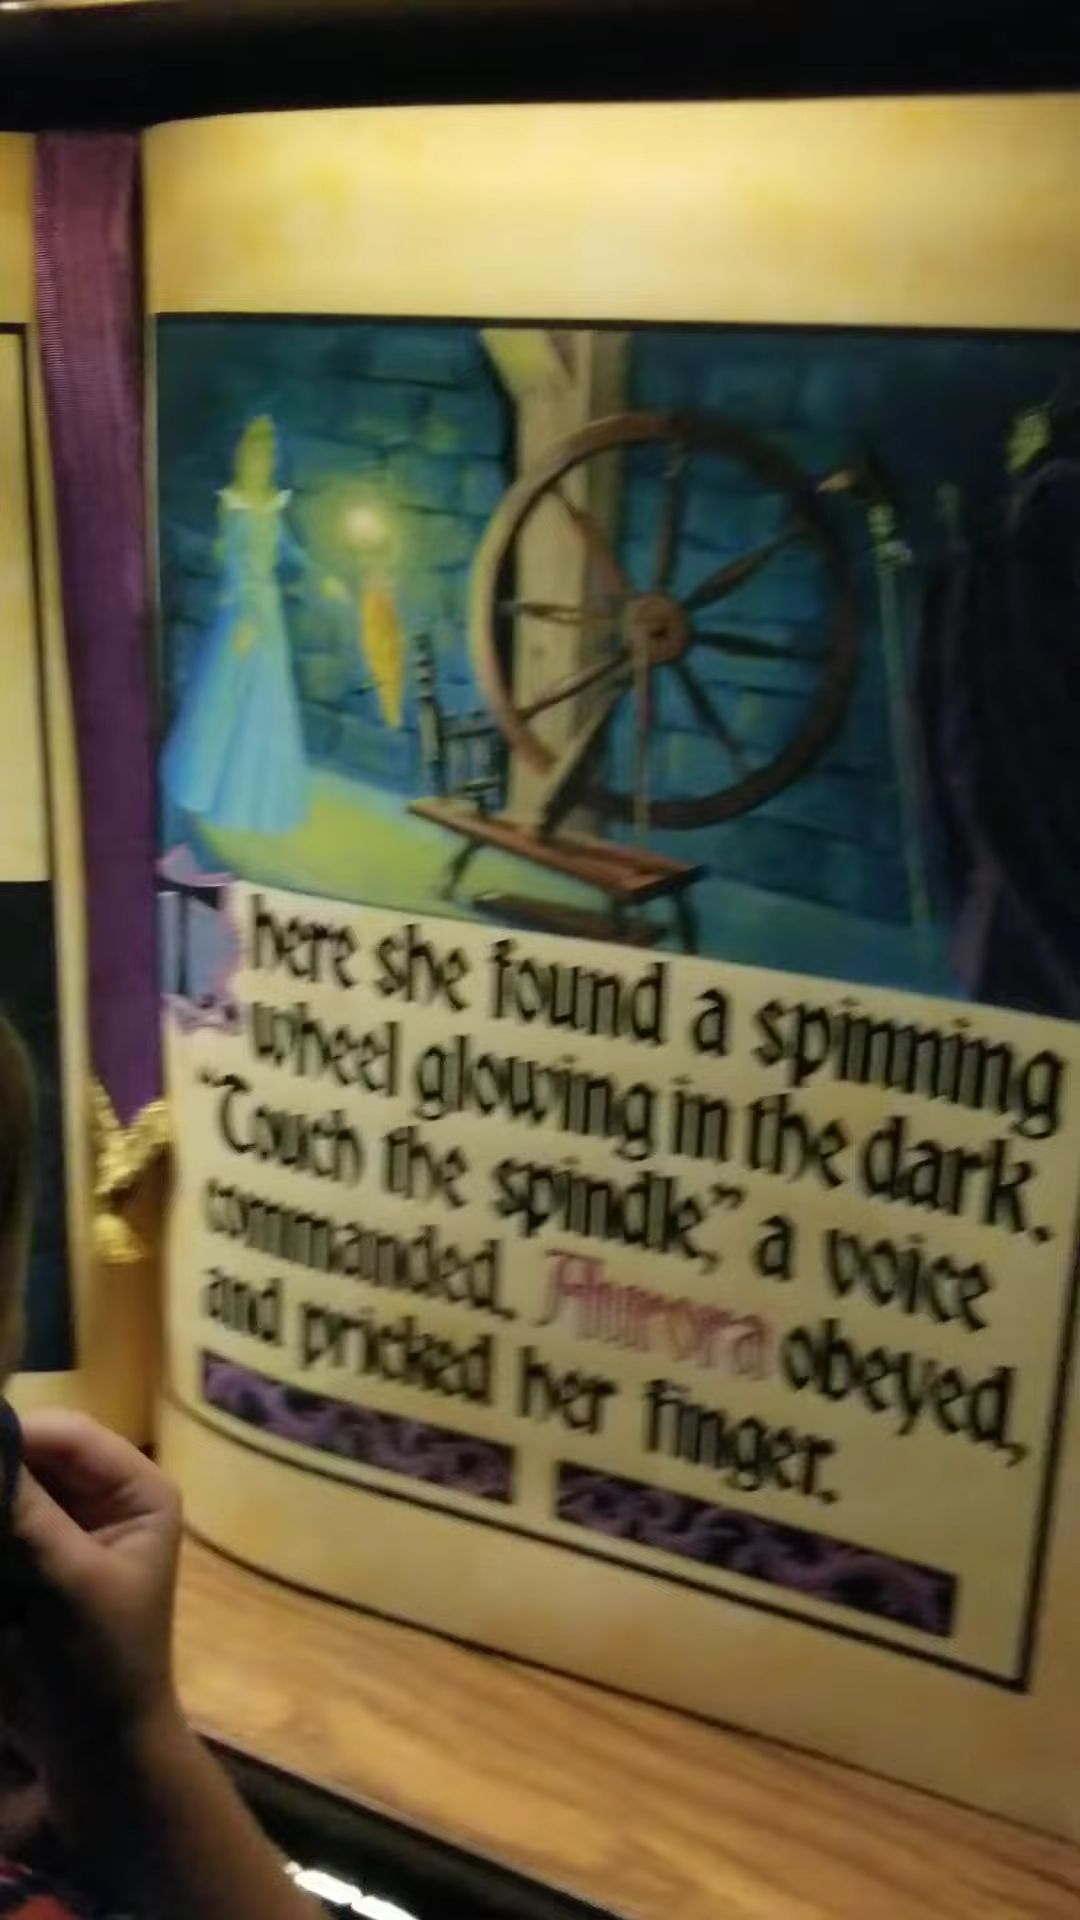 There she found a spinning
wheel glowing in the dark.
"Touch the spindle," a voice
commanded. Aurora obeyed,
and pricked her finger.